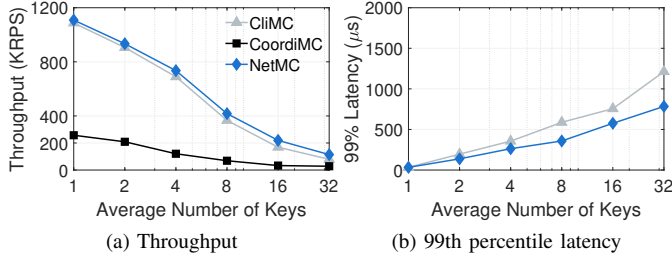 1200
800
400
200
0
Throughput (KRPS)
CliMC
CoordiMC
NetMC
1 2 4 8 16 32
Average Number of Keys
(a) Throughput
2000
1500
1000
500
0
99% Latency (μs)
1 2 4 8 16 32
Average Number of Keys
(b) 99th percentile latency